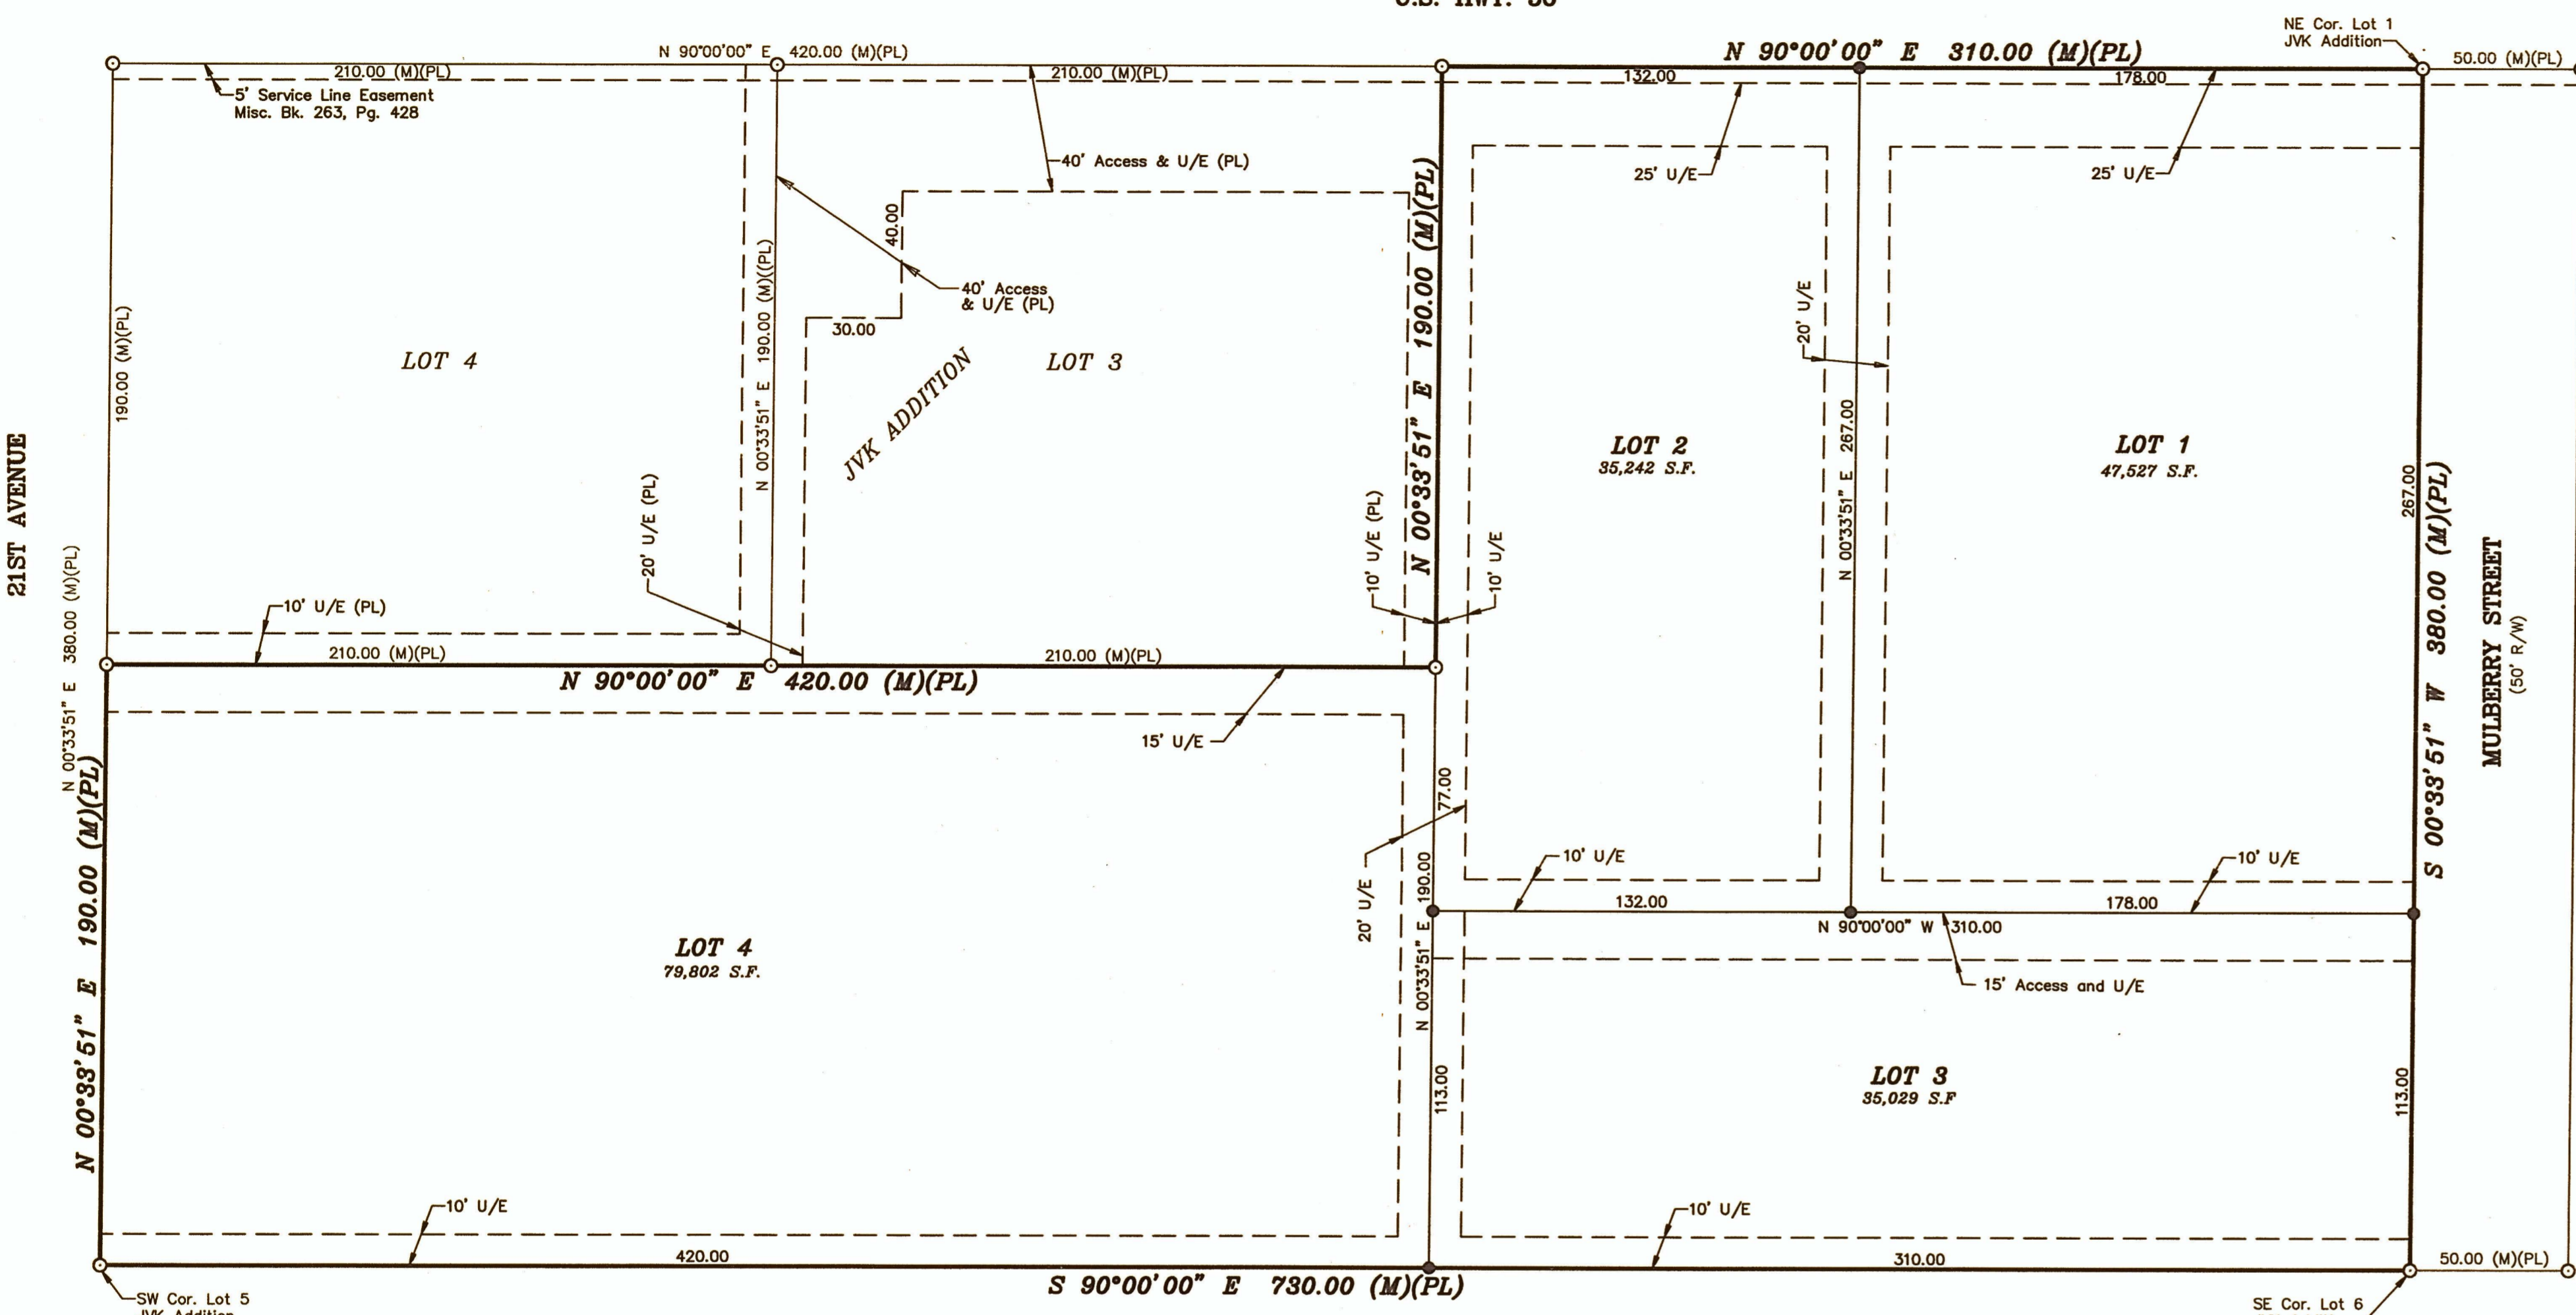 U.S. HWY. 30
NE Cor. Lot 1
JVK Addition
N 90°00'00" E 420.00 (M)(PL)
N 90°00'00" E 310.00 (M)(PL)
50.00 (M)(PL)
210.00 (M)(PL)
210.00 (M)(PL)
132.00
178.00
5' Service Line Easement
Misc. Bk. 263, Pg. 428
40' Access & U/E (PL)
25' U/E
25' U/E
40.00
40' Access
& U/E (PL)
30.00
190.00 (M)(PL)
N 00°33'51" E 190.00 (M)((PL)
N 00°33'51" E 190.00 (M)(PL)
20' U/E
LOT 4
LOT 3
JVK ADDITION
LOT 2
35,242 S.F.
LOT 1
47,527 S.F.
N 00°33'51" E 267.00
267.00
21ST AVENUE
20' U/E (PL)
10' U/E (PL)
10' U/E
S 00°33'51" W 380.00 (M)(PL)
MULBERRY STREET
(50' R/W)
N 00°33'51" E 380.00 (M)(PL)
10' U/E (PL)
210.00 (M)(PL)
210.00 (M)(PL)
N 90°00'00" E 420.00 (M)(PL)
15' U/E
N 00°33'51" E 190.00 (M)(PL)
77.00
20' U/E
N 00°33'51" E 190.00
10' U/E
10' U/E
132.00
178.00
N 90°00'00" W 310.00
15' Access and U/E
LOT 4
79,802 S.F.
LOT 3
35,029 S.F
113.00
113.00
10' U/E
10' U/E
420.00
310.00
S 90°00'00" E 730.00 (M)(PL)
50.00 (M)(PL)
SW Cor. Lot 5
JVK Addition
SE Cor. Lot 6